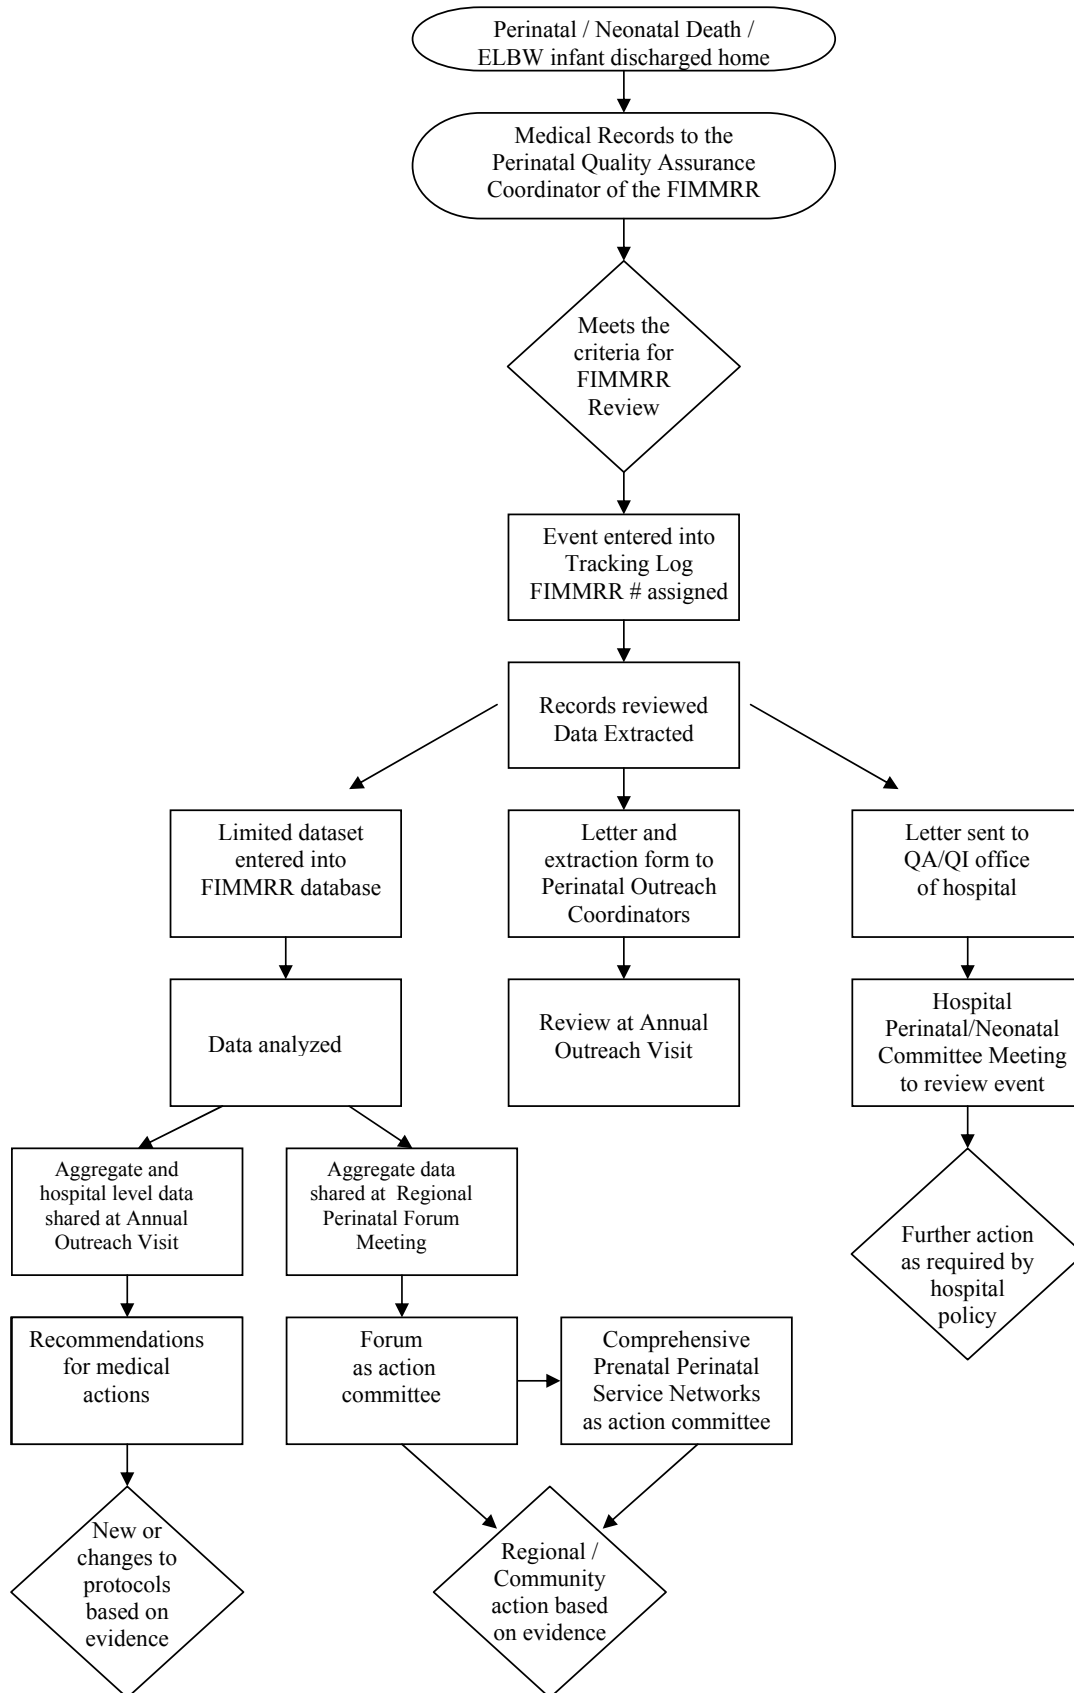 Perinatal / Neonatal Death /
ELBW infant discharged home
Medical Records to the
Perinatal Quality Assurance
Coordinator of the FIMMRR
Meets the
criteria for
FIMMRR
Review
Event entered into
Tracking Log
FIMMRR # assigned
Records reviewed
Data Extracted
Limited dataset
entered into
FIMMRR database
Letter and
extraction form to
Perinatal Outreach
Coordinators
Letter sent to
QA/QI office
of hospital
Data analyzed
Review at Annual
Outreach Visit
Hospital
Perinatal/Neonatal
Committee Meeting
to review event
Aggregate and
hospital level data
shared at Annual
Outreach Visit
Aggregate data
shared at Regional
Perinatal Forum
Meeting
Further action
as required by
hospital
policy
Recommendations
for medical
actions
Forum
as action
committee
Comprehensive
Prenatal Perinatal
Service Networks
as action committee
New or
changes to
protocols
based on
evidence
Regional /
Community
action based
on evidence